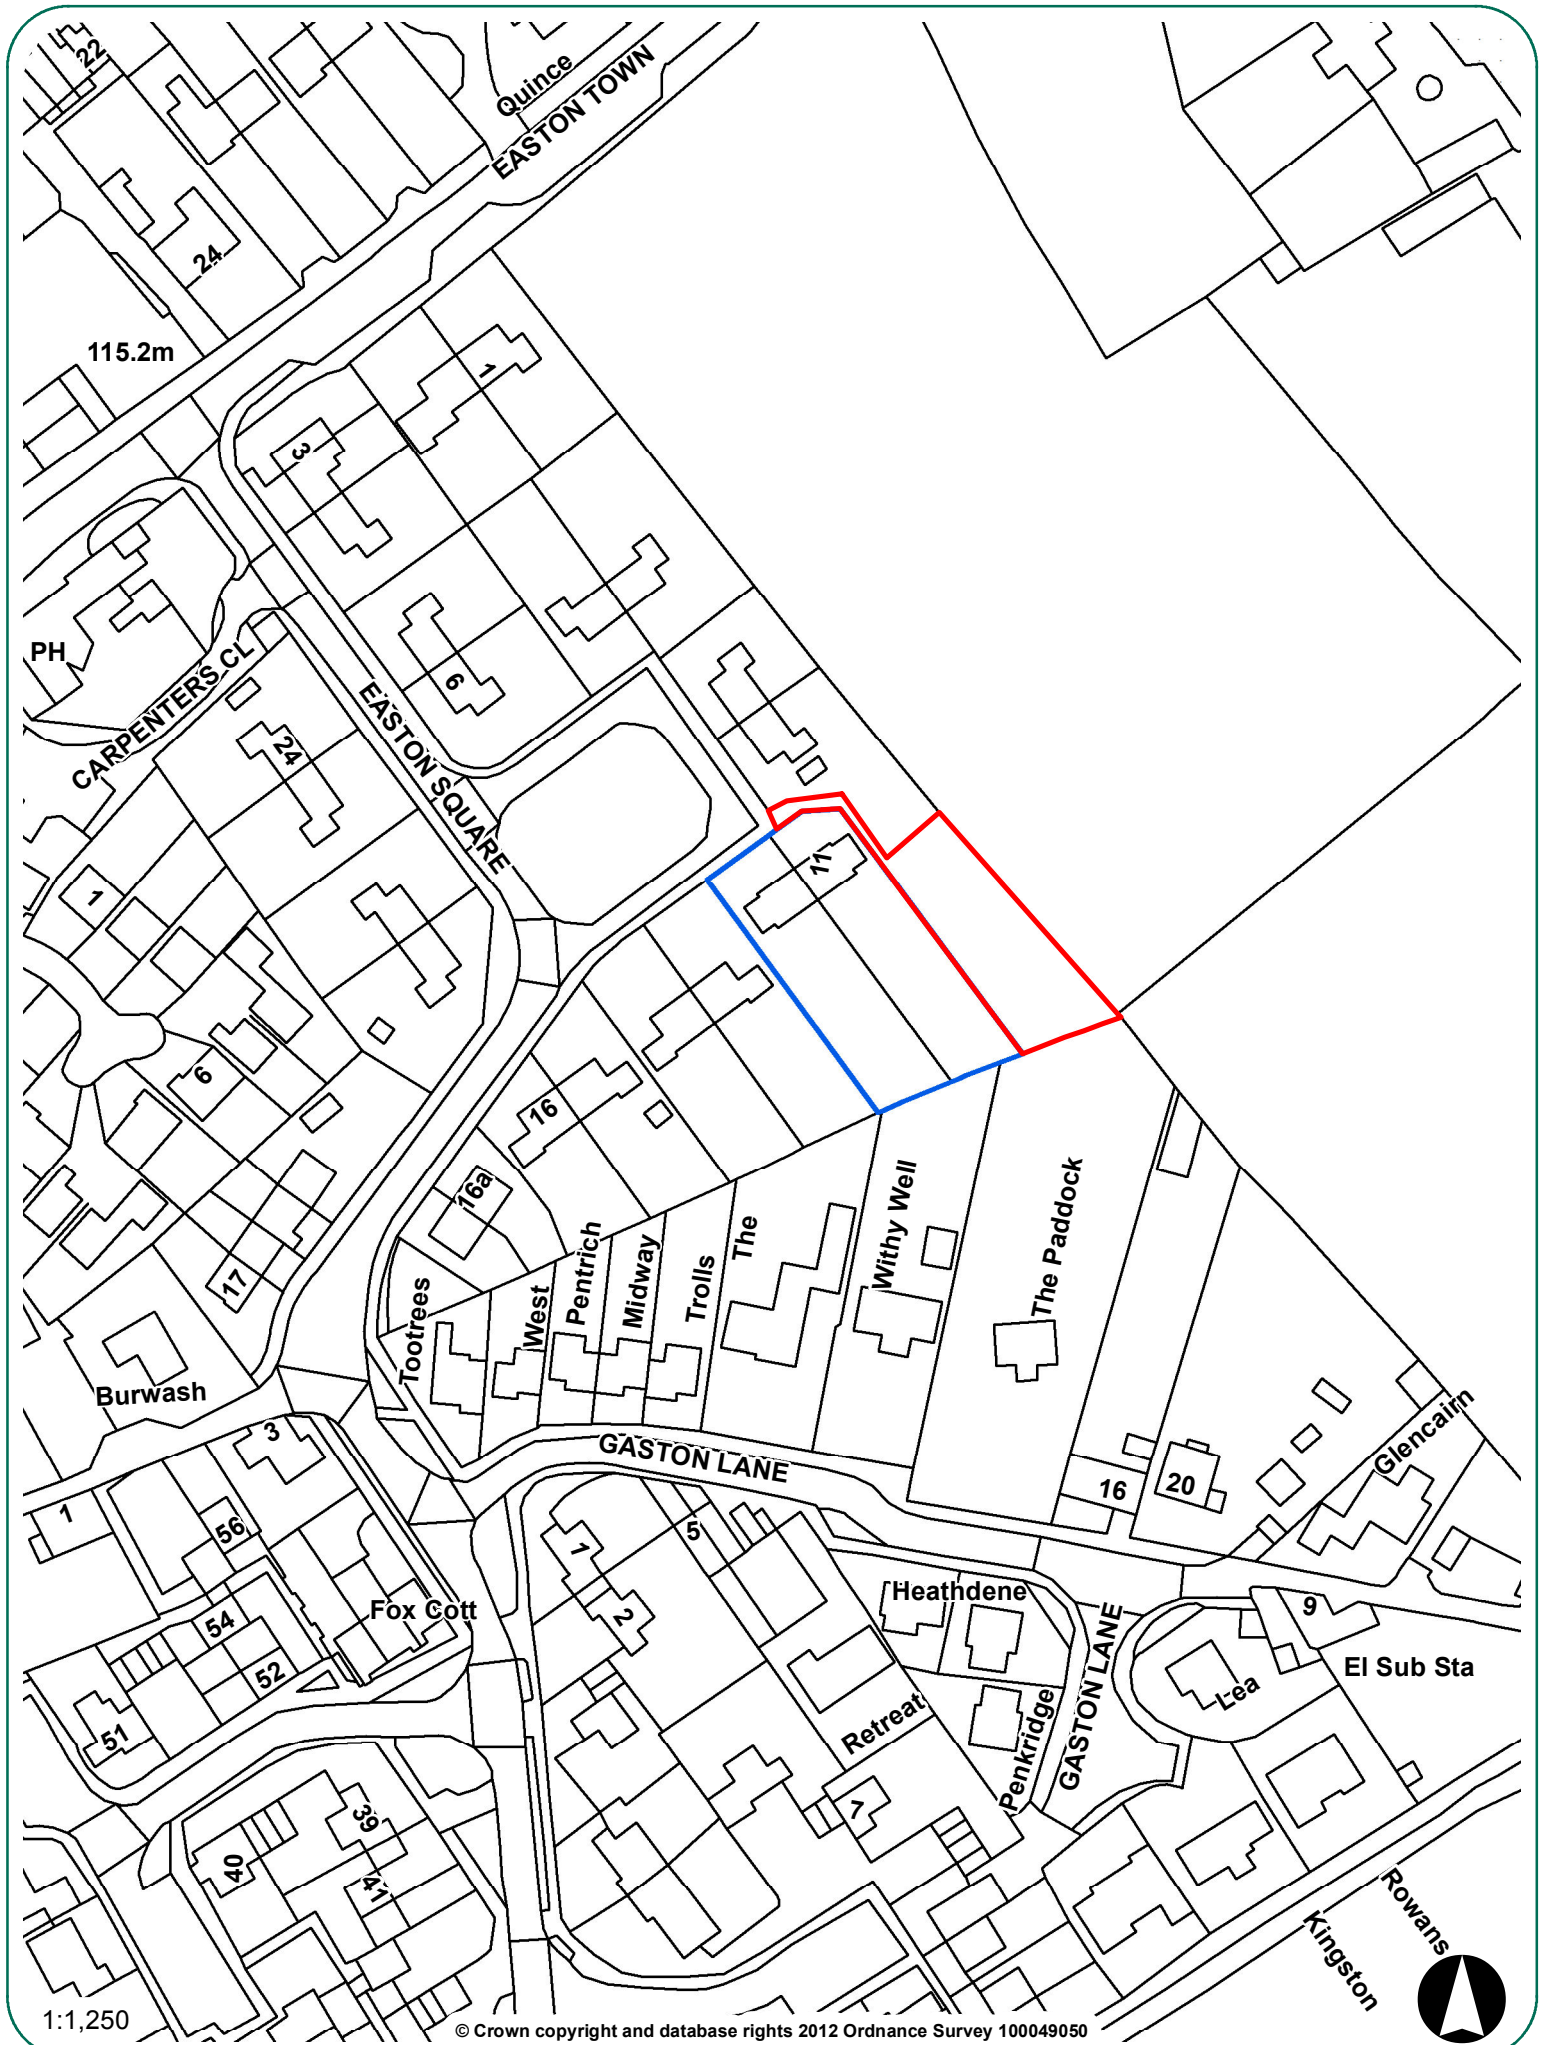 22
Quince
EASTON TOWN
24
115.2m
1
3
PH
CARPENTERS CL
6
EASTON SQUARE
24
11
1
6
16
16a
17
Tootrees
West
Pentrich
Midway
Trolls
The
Withy Well
The Paddock
Burwash
3
GASTON LANE
Glencairn
1
56
5
16
20
1
2
Heathdene
Fox Cott
54
52
51
9
El Sub Sta
Lea
GASTON LANE
Retreat
Penkridge
7
39
40
41
Rowans
Kingston
1:1,250
© Crown copyright and database rights 2012 Ordnance Survey 100049050